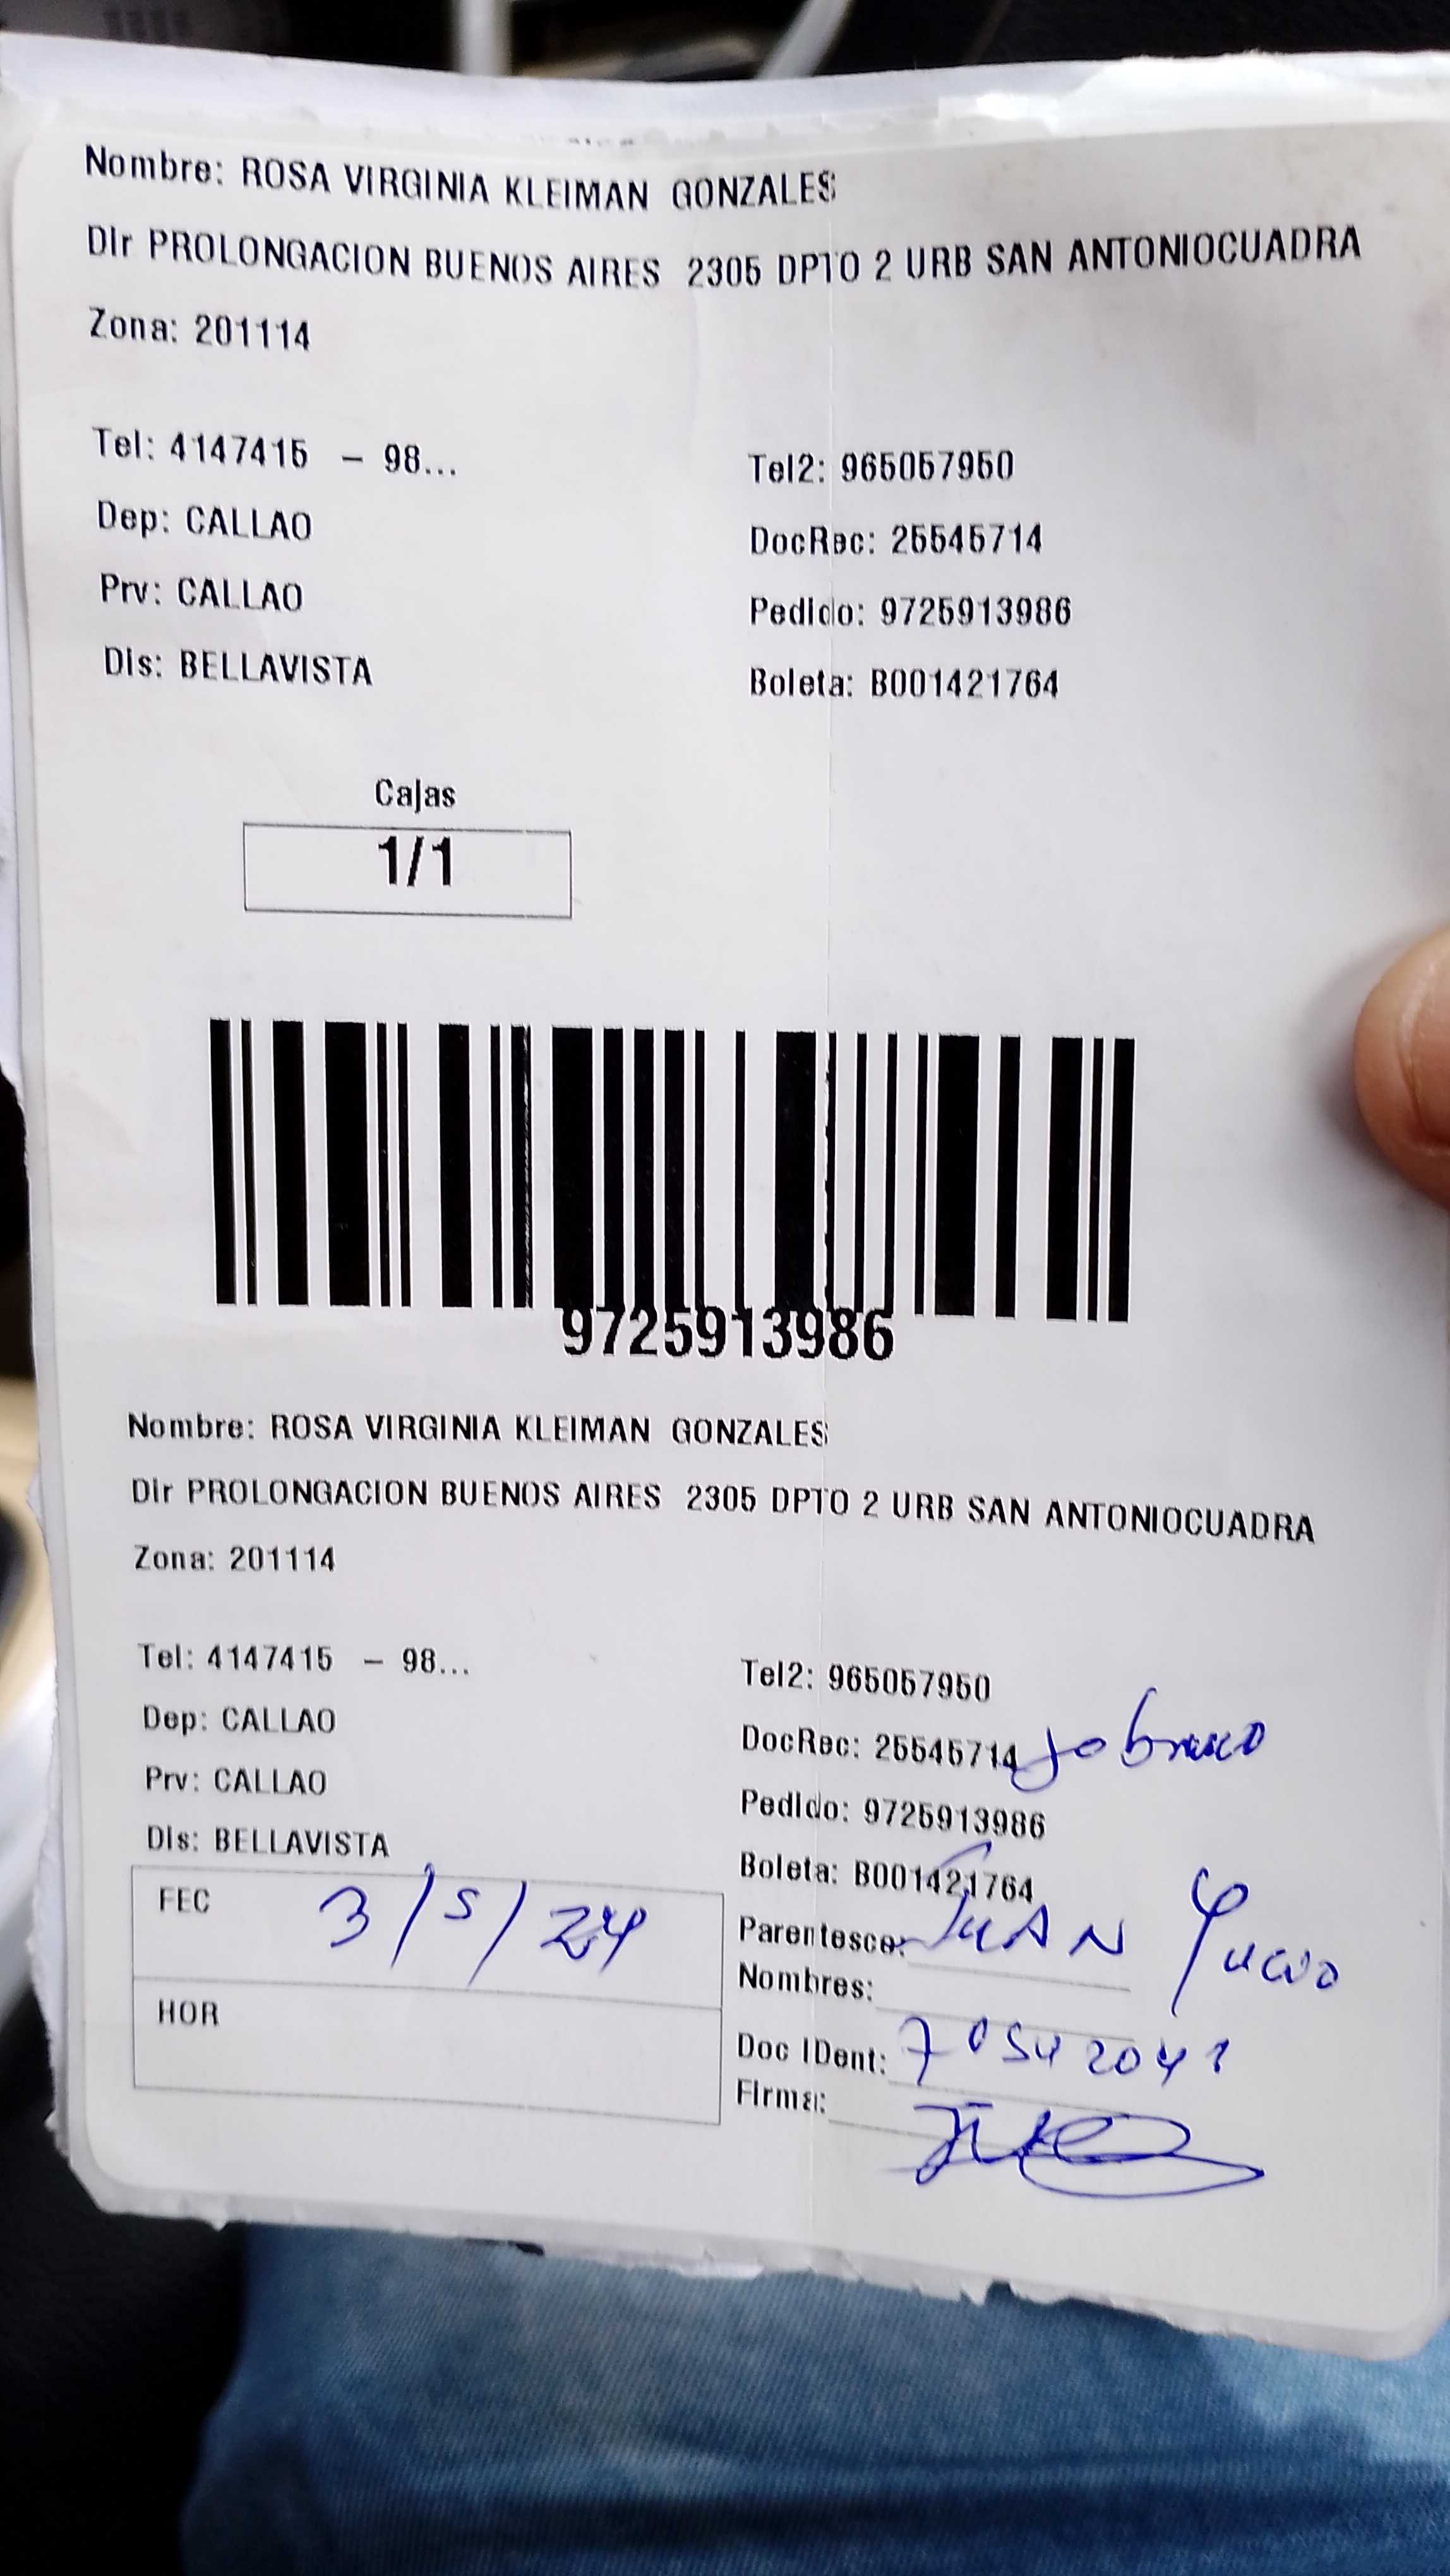 Nombre: ROSA VIRGINIA KLEIMAN GONZALES
Dir PROLONGACION BUENOS AIRES 2305 DPTO 2 URB SAN ANTONIOCUADRA
Zona: 201114
Tel: 4147415 – 98...
Tel2: 965057950
Dep: CALLAO
DocRec: 25545714
Prv: CALLAO
Pedido: 9725913986
Dis: BELLAVISTA
Boleta: B001421764
Cajas
1/1
9725913986
Nombre: ROSA VIRGINIA KLEIMAN GONZALES
Dir PROLONGACION BUENOS AIRES 2305 DPTO 2 URB SAN ANTONIOCUADRA
Zona: 201114
Tel: 4147415 – 98...
Tel2: 965057950
Dep: CALLAO
DocRec: 25545714
Prv: CALLAO
Pedido: 9725913986
Dis: BELLAVISTA
Boleta: B001421764
FEC 3/5/24
Parentesco: JUAN
Nombres:
HOR
Doc IDent: 70542041
Firma: